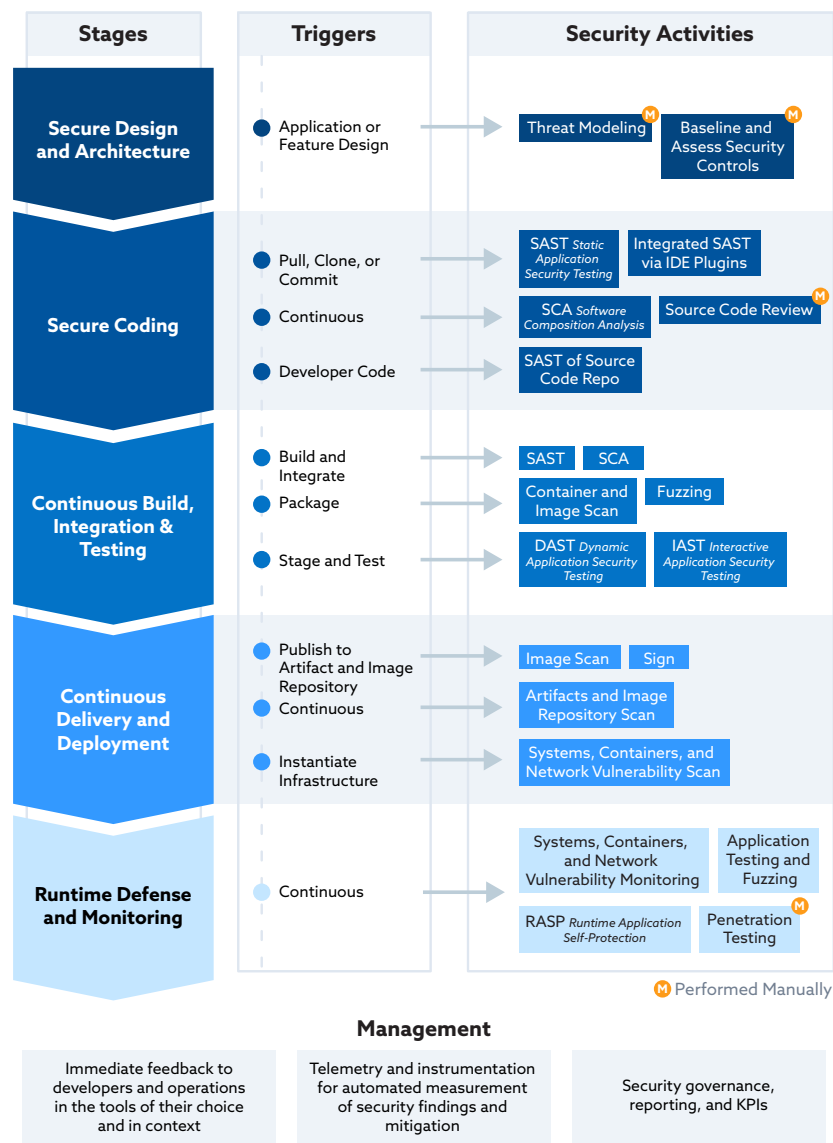 Stages
Triggers
Security Activities
Secure Design
and Architecture
Application or
Feature Design
Threat Modeling
M
Baseline and
Assess Security
Controls
M
Secure Coding
Pull, Clone, or
Commit
SAST Static
Application
Security Testing
Integrated SAST
via IDE Plugins
Continuous
SCA Software
Composition Analysis
Source Code Review
M
Developer Code
SAST of Source
Code Repo
Continuous Build,
Integration &
Testing
Build and
Integrate
SAST
SCA
Package
Container and
Image Scan
Fuzzing
Stage and Test
DAST Dynamic
Application Security
Testing
IAST Interactive
Application Security
Testing
Continuous
Delivery and
Deployment
Publish to
Artifact and Image
Repository
Image Scan
Sign
Continuous
Artifacts and Image
Repository Scan
Instantiate
Infrastructure
Systems, Containers, and
Network Vulnerability Scan
Runtime Defense
and Monitoring
Continuous
Systems, Containers,
and Network
Vulnerability Monitoring
Application
Testing and
Fuzzing
RASP Runtime Application
Self-Protection
Penetration
Testing
M
M Performed Manually
Management
Immediate feedback to
developers and operations
in the tools of their choice
and in context
Telemetry and instrumentation
for automated measurement
of security findings and
mitigation
Security governance,
reporting, and KPIs